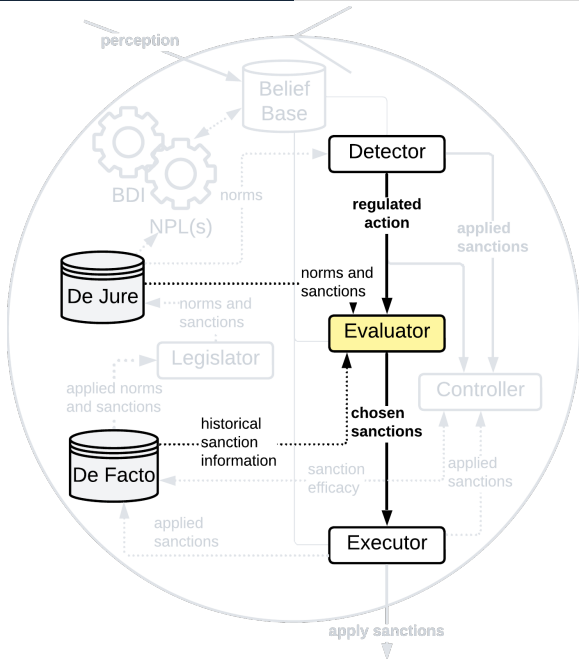 perception
Belief
Base
Detector
BDI
norms
regulated
action
NPL(s)
applied
sanctions
norms and
sanctions
De Jure
norms and
sanctions
Evaluator
Legislator
Controller
applied norms
and sanctions
chosen
sanctions
historical
sanction
information
De Facto
sanction
efficacy
applied
sanctions
applied
sanctions
Executor
apply sanctions